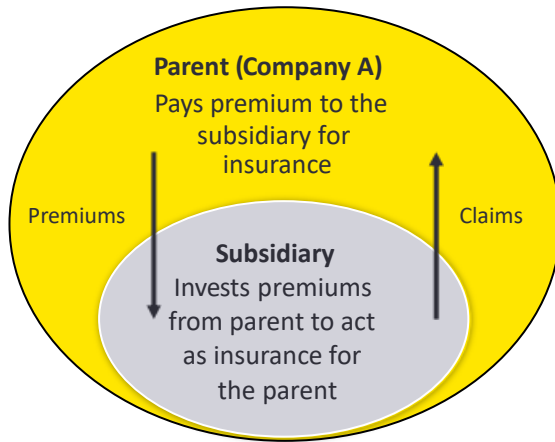 Parent (Company A)
Pays premium to the
subsidiary for
insurance
Premiums
Claims
Subsidiary
Invests premiums
from parent to act
as insurance for
the parent